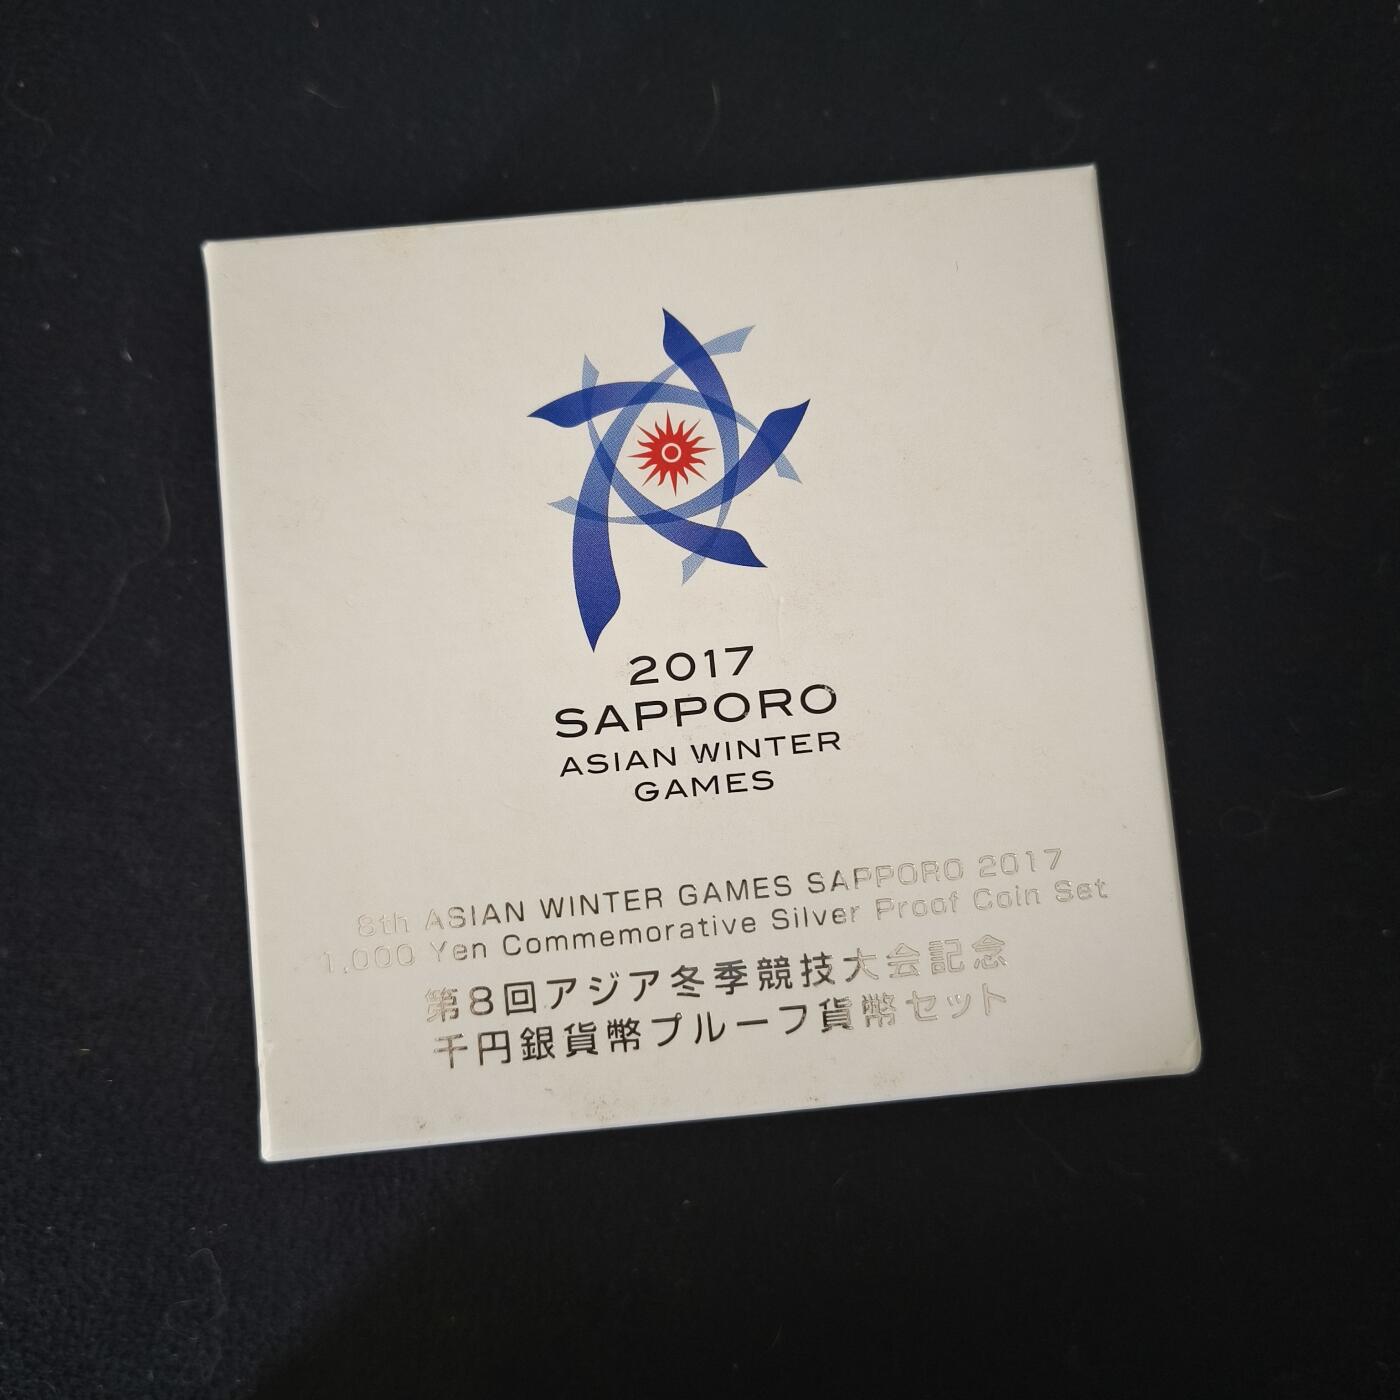 2017
SAPPORO
ASIAN WINTER
GAMES
8th ASIAN WINTER GAMES SAPPORO 2017
1,000 Yen Commemorative Silver Proof Coin Set
第8回アジア冬季競技大会記念
千円銀貨幣プルーフ貨幣セット